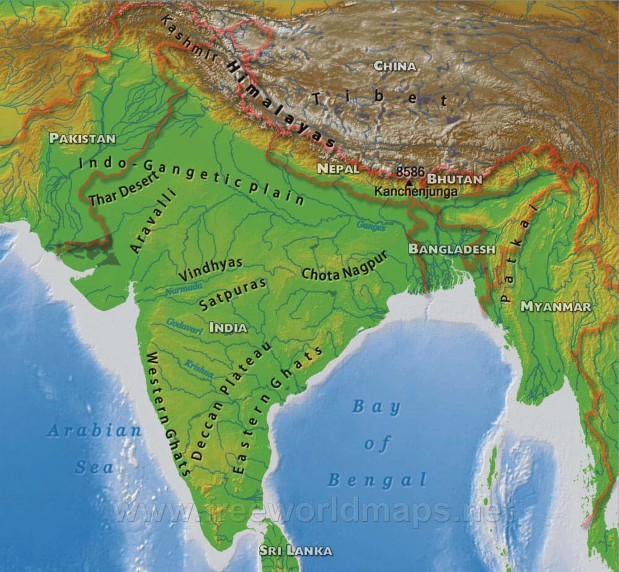 Kashmir
CHINA
Himalayas
Tibet
PAKISTAN
Indo-Gangetic plain
NEPAL
8586
BHUTAN
Kanchenjunga
Thar Desert
Aravalli
Patkai
Ganges
BANGLADESH
Vindhyas
Chota Nagpur
Narmada
Satpuras
MYANMAR
Godavari
INDIA
Krishna
Western Ghats
Deccan Plateau
Eastern Ghats
Arabian
Sea
Bay
of
Bengal
www.freeworldmaps.net
SRI LANKA